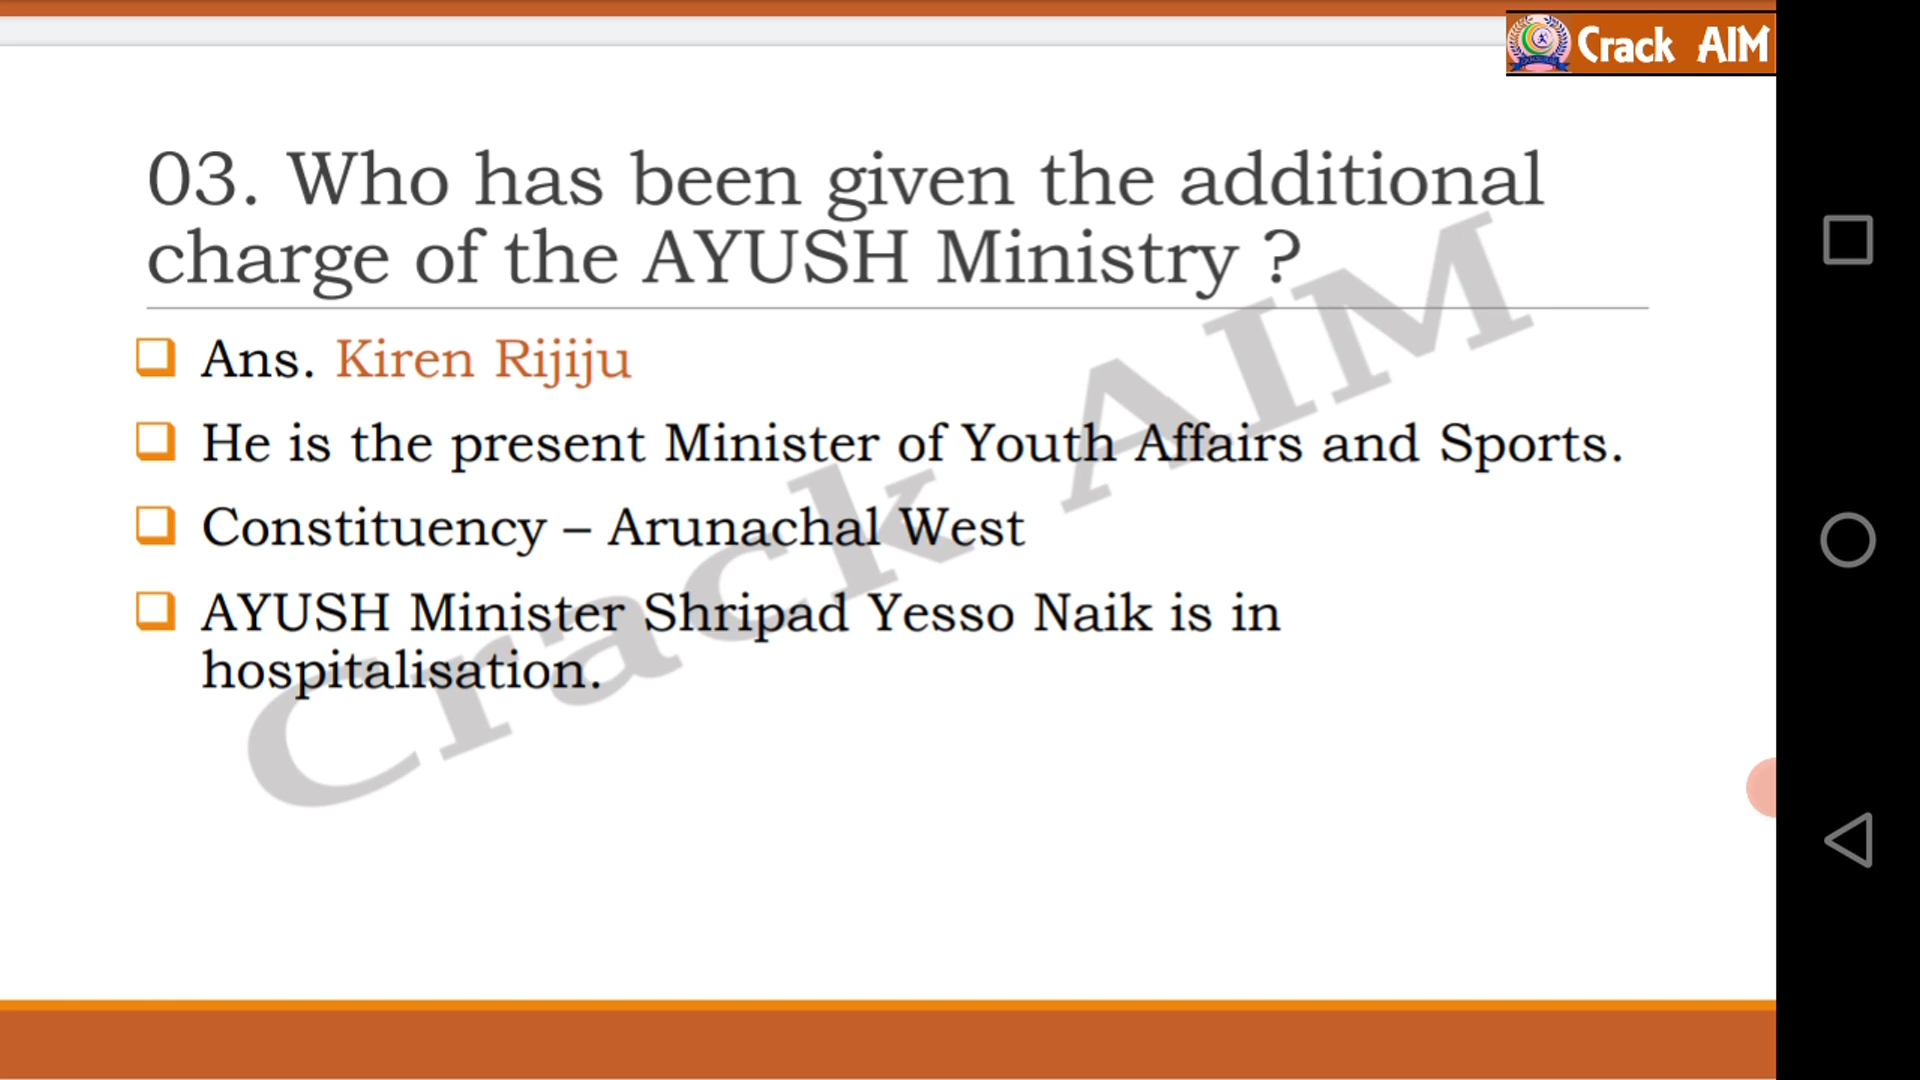 Crack AIM
03. Who has been given the additional
charge of the AYUSH Ministry ?
Ans. Kiren Rijiju
He is the present Minister of Youth Affairs and Sports.
Constituency – Arunachal West
AYUSH Minister Shripad Yesso Naik is in
hospitalisation.
Crack AIM